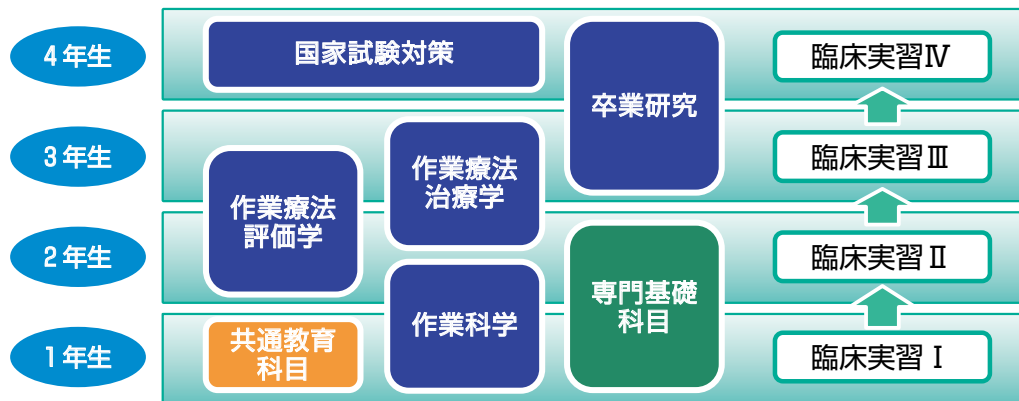 4年生
国家試験対策
卒業研究
臨床実習Ⅳ
3年生
作業療法
治療学
臨床実習Ⅲ
作業療法
評価学
2年生
臨床実習Ⅱ
専門基礎
科目
作業科学
1年生
共通教育
科目
臨床実習Ⅰ